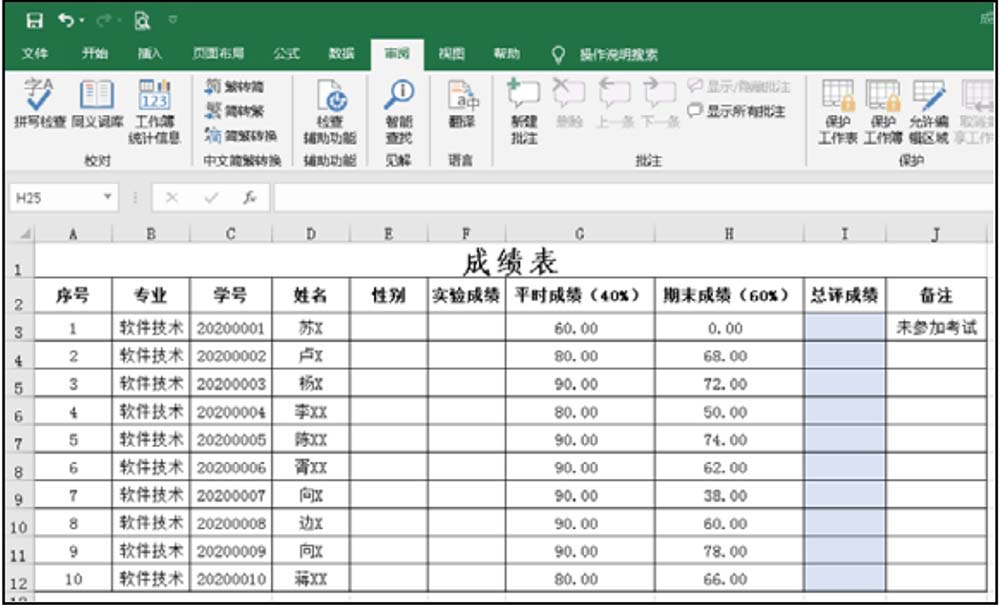 文件 开始 插入 页面布局 公式 数据 审阅 视图 帮助 操作说明搜索
繁转简
简转繁
简繁转换
显示/隐藏批注
显示所有批注
拼写检查 同义词库 工作簿 检查 智能 翻译 新建 删除 上一条 下一条 保护 保护 允许编
统计信息 辅助功能 查找 批注 工作表 工作簿 辑区域
校对 中文简繁转换 辅助功能 见解 语言 批注 保护
H25 fx
A B C D E F G H I J
1 成绩表
2 序号 专业 学号 姓名 性别 实验成绩 平时成绩（40%） 期末成绩（60%） 总评成绩 备注
3 1 软件技术 20200001 苏X 60.00 0.00 未参加考试
4 2 软件技术 20200002 卢X 80.00 68.00
5 3 软件技术 20200003 杨X 90.00 72.00
6 4 软件技术 20200004 李XX 80.00 50.00
7 5 软件技术 20200005 陈XX 90.00 74.00
8 6 软件技术 20200006 胥XX 90.00 62.00
9 7 软件技术 20200007 向X 90.00 38.00
10 8 软件技术 20200008 边X 90.00 60.00
11 9 软件技术 20200009 向X 90.00 78.00
12 10 软件技术 20200010 蒋XX 80.00 66.00